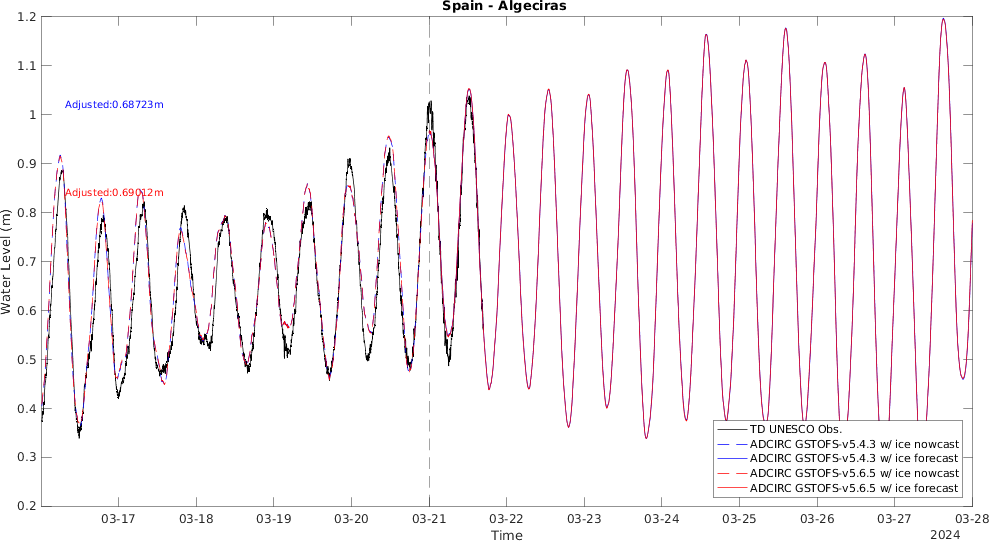 Spain - Algeciras
1.2
1.1
1
0.9
0.8
0.7
0.6
0.5
0.4
0.3
0.2
Water Level (m)
Adjusted:0.68723m
Adjusted:0.69012m
TD UNESCO Obs.
ADCIRC GSTOFS-v5.4.3 w/ ice nowcast
ADCIRC GSTOFS-v5.4.3 w/ ice forecast
ADCIRC GSTOFS-v5.6.5 w/ ice nowcast
ADCIRC GSTOFS-v5.6.5 w/ ice forecast
03-17 03-18 03-19 03-20 03-21 03-22 03-23 03-24 03-25 03-26 03-27 03-28
Time
2024